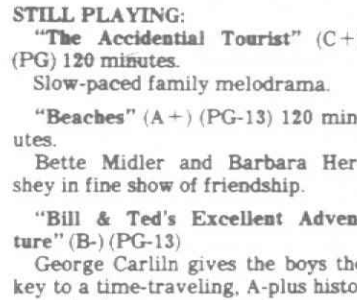 STILL PLAYING:
"The Accidential Tourist" (C+
(PG) 120 minutes.
Slow-paced family melodrama.
"Beaches" (A+) (PG-13) 120 min
utes.
Bette Midler and Barbara Her
shey in fine show of friendship.
"Bill & Ted's Excellent Adven
ture" (B-) (PG-13)
George Carliln gives the boys the
key to a time-traveling, A-plus histo